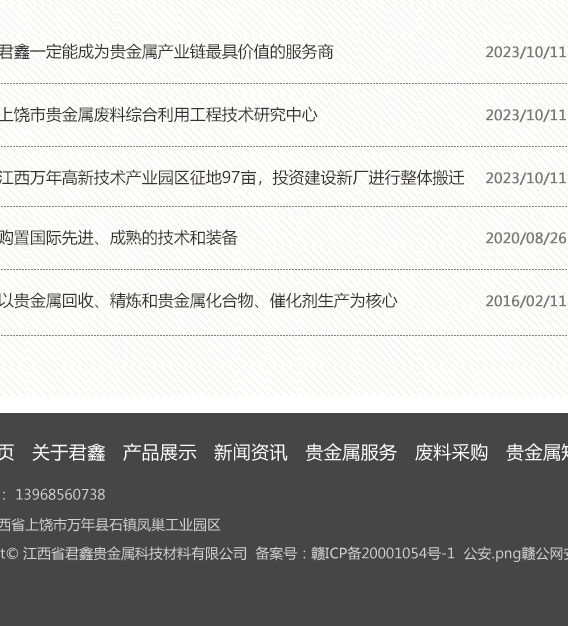 君鑫一定能成为贵金属产业链最具价值的服务商 2023/10/11
上饶市贵金属废料综合利用工程技术研究中心 2023/10/11
江西万年高新技术产业园区征地97亩，投资建设新厂进行整体搬迁 2023/10/11
购置国际先进、成熟的技术和装备 2020/08/26
以贵金属回收、精炼和贵金属化合物、催化剂生产为核心 2016/02/11
页 关于君鑫 产品展示 新闻资讯 贵金属服务 废料采购 贵金属知
：13968560738
西省上饶市万年县石镇凤巢工业园区
t© 江西省君鑫贵金属科技材料有限公司 备案号：赣ICP备20001054号-1 公安.png赣公网安